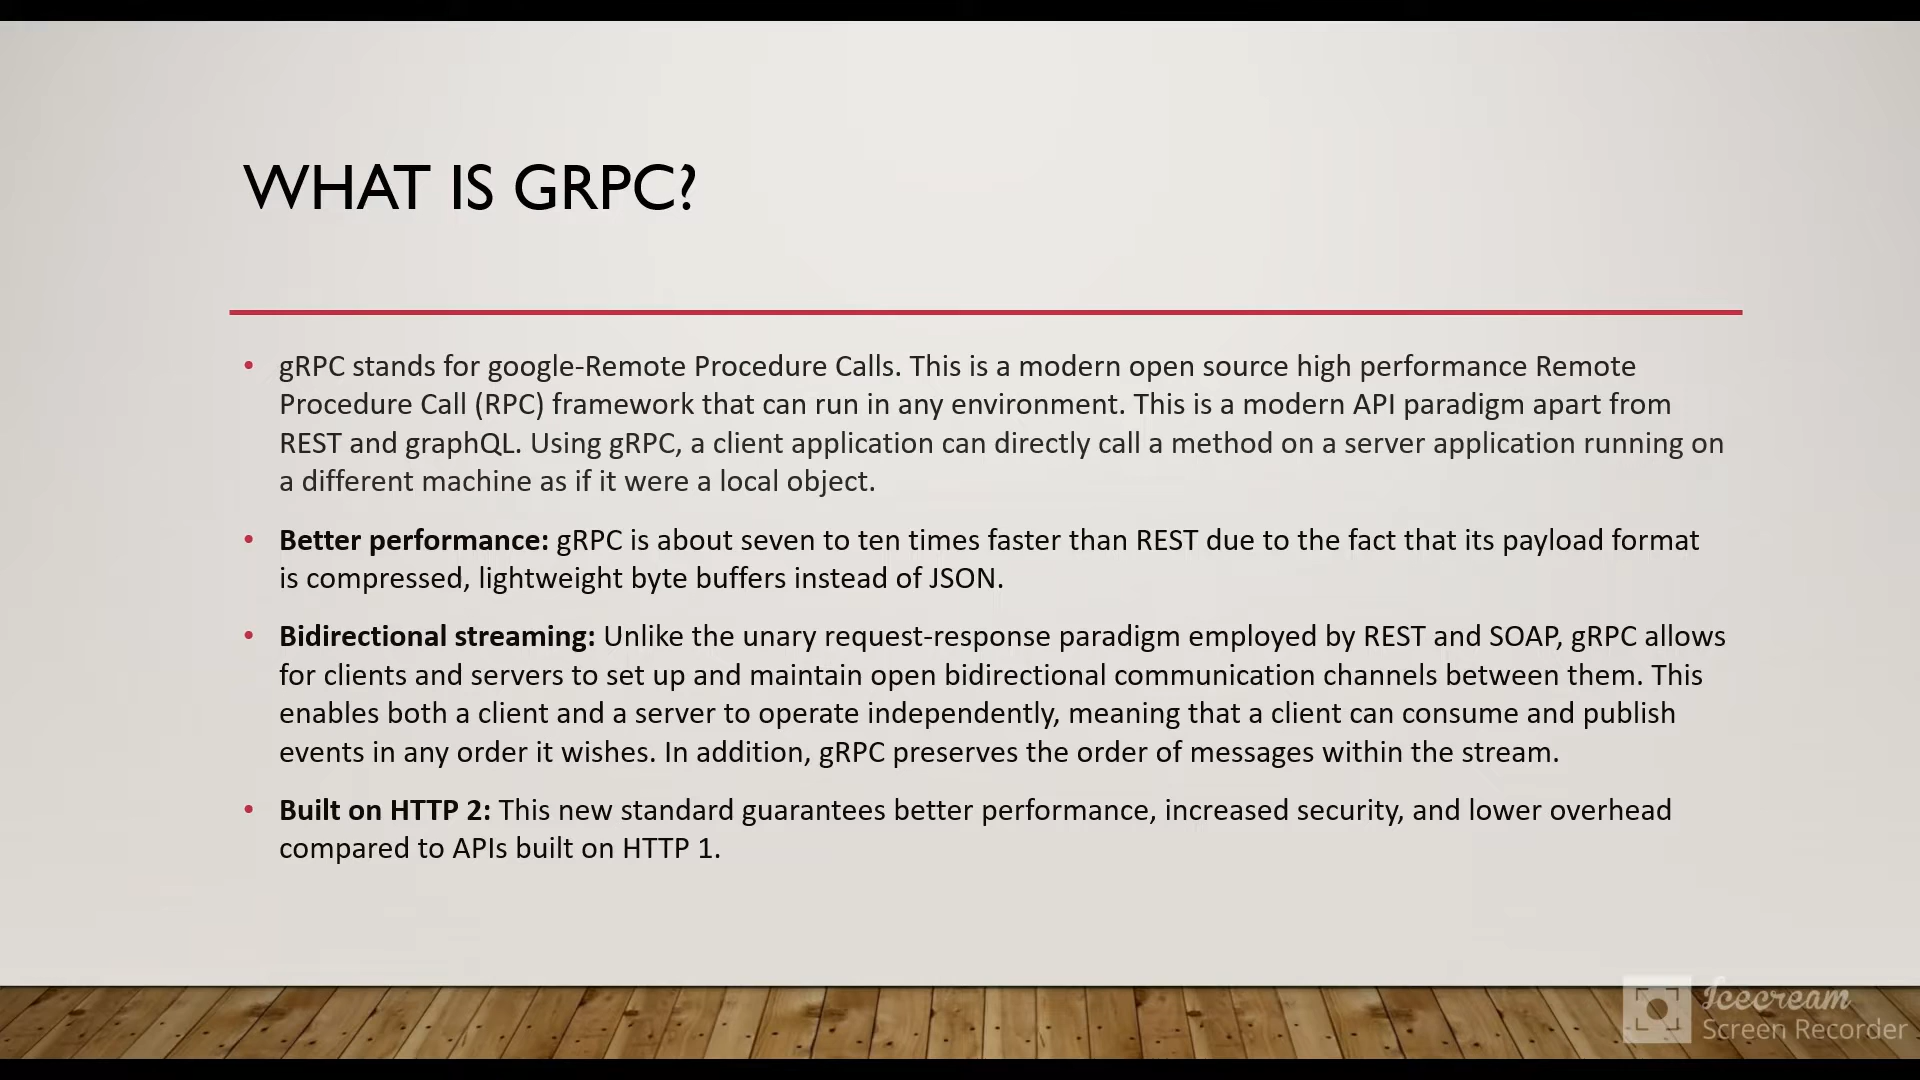 WHAT IS GRPC?
• gRPC stands for google-Remote Procedure Calls. This is a modern open source high performance Remote
Procedure Call (RPC) framework that can run in any environment. This is a modern API paradigm apart from
REST and graphQL. Using gRPC, a client application can directly call a method on a server application running on
a different machine as if it were a local object.
• Better performance: gRPC is about seven to ten times faster than REST due to the fact that its payload format
is compressed, lightweight byte buffers instead of JSON.
• Bidirectional streaming: Unlike the unary request-response paradigm employed by REST and SOAP, gRPC allows
for clients and servers to set up and maintain open bidirectional communication channels between them. This
enables both a client and a server to operate independently, meaning that a client can consume and publish
events in any order it wishes. In addition, gRPC preserves the order of messages within the stream.
• Built on HTTP 2: This new standard guarantees better performance, increased security, and lower overhead
compared to APIs built on HTTP 1.
Icecream
Screen Recorder